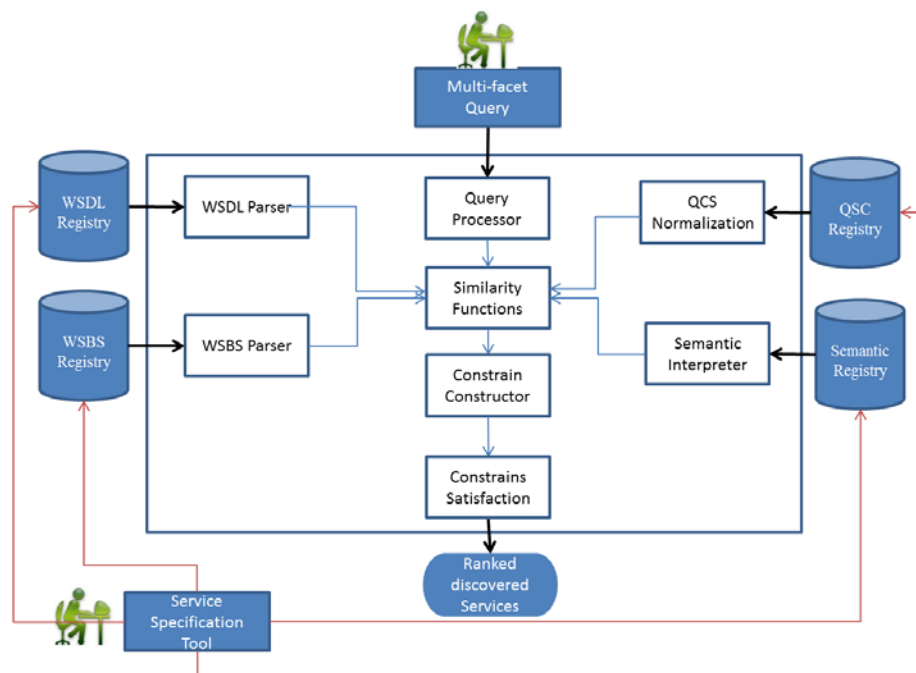 Multi-facet
Query
WSDL
Registry
WSDL Parser
Query
Processor
QCS
Normalization
QSC
Registry
Similarity
Functions
WSBS
Registry
WSBS Parser
Semantic
Interpreter
Semantic
Registry
Constrain
Constructor
Constrains
Satisfaction
Ranked
discovered
Services
Service
Specification
Tool